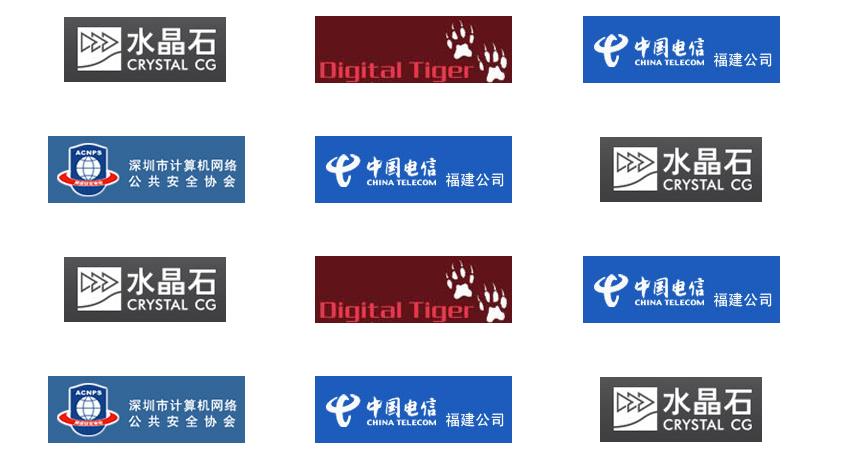 水晶石
CRYSTAL CG
Digital Tiger
中国电信
CHINA TELECOM
福建公司
ACNPS
深圳市计算机网络
公共安全协会
中国电信
CHINA TELECOM
福建公司
水晶石
CRYSTAL CG
水晶石
CRYSTAL CG
Digital Tiger
中国电信
CHINA TELECOM
福建公司
ACNPS
深圳市计算机网络
公共安全协会
中国电信
CHINA TELECOM
福建公司
水晶石
CRYSTAL CG